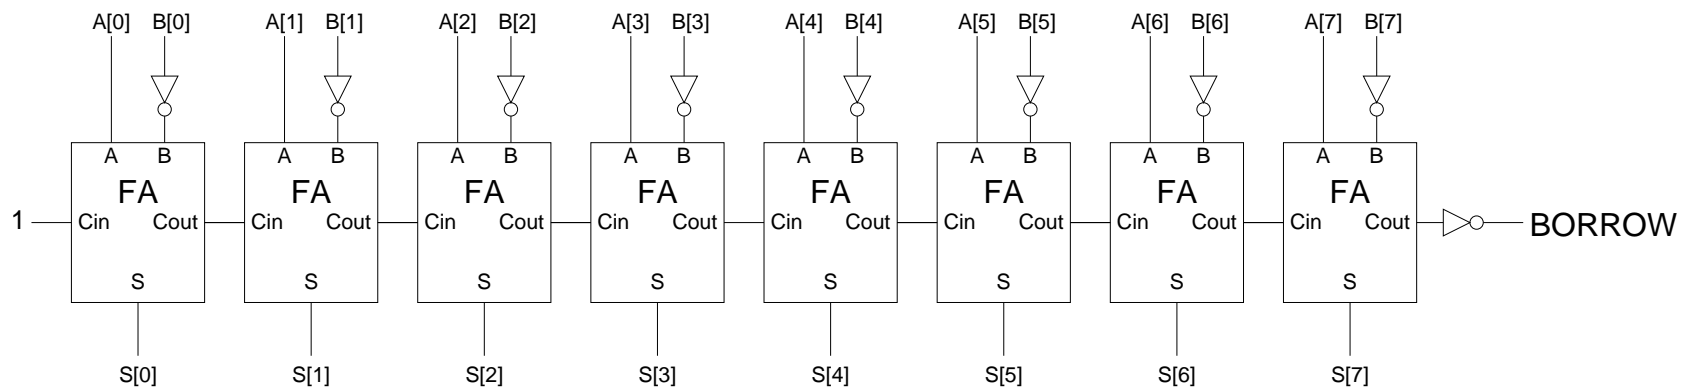 A[0] B[0] A[1] B[1] A[2] B[2] A[3] B[3] A[4] B[4] A[5] B[5] A[6] B[6] A[7] B[7]
A B A B A B A B A B A B A B A B
FA FA FA FA FA FA FA FA
1 Cin Cout Cin Cout Cin Cout Cin Cout Cin Cout Cin Cout Cin Cout Cin Cout BORROW
S S S S S S S S
S[0] S[1] S[2] S[3] S[4] S[5] S[6] S[7]